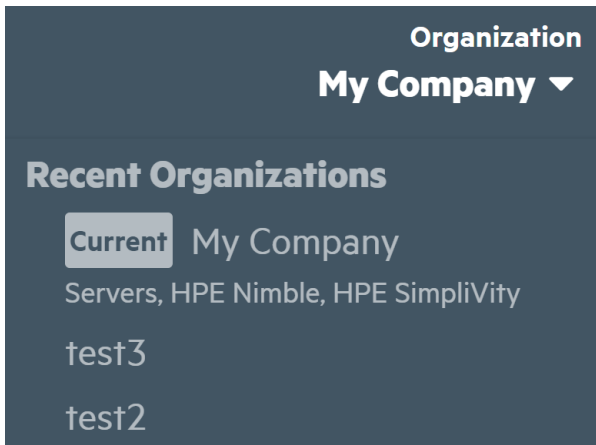 Organization
My Company
Recent Organizations
Current My Company
Servers, HPE Nimble, HPE SimpliVity
test3
test2